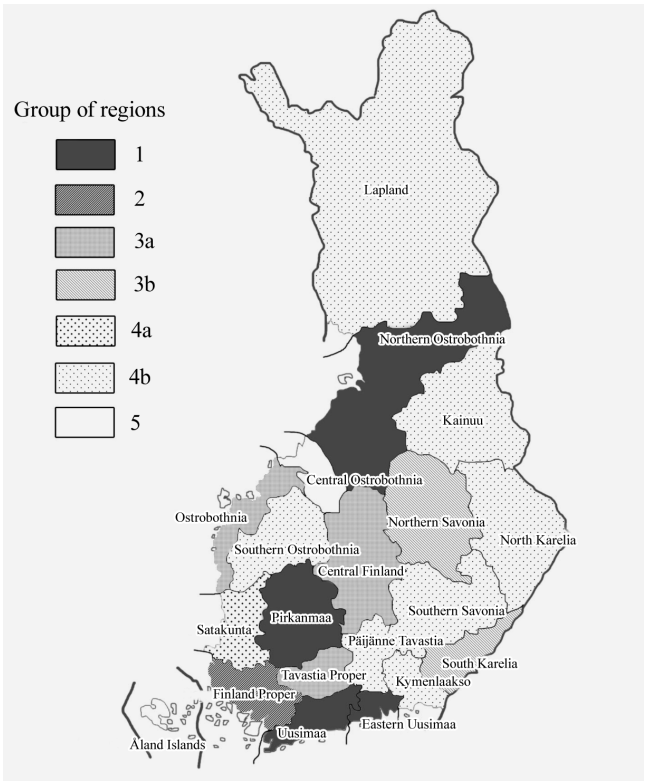 Group of regions
1
2
3a
3b
4a
4b
5
Lapland
Northern Ostrobothnia
Kainuu
Central Ostrobothnia
Ostrobothnia
Northern Savonia
North Karelia
Southern Ostrobothnia
Central Finland
Southern Savonia
Satakunta
Pirkanmaa
Päijänne Tavastia
South Karelia
Tavastia Proper
Kymenlaakso
Finland Proper
Eastern Uusimaa
Uusimaa
Åland Islands